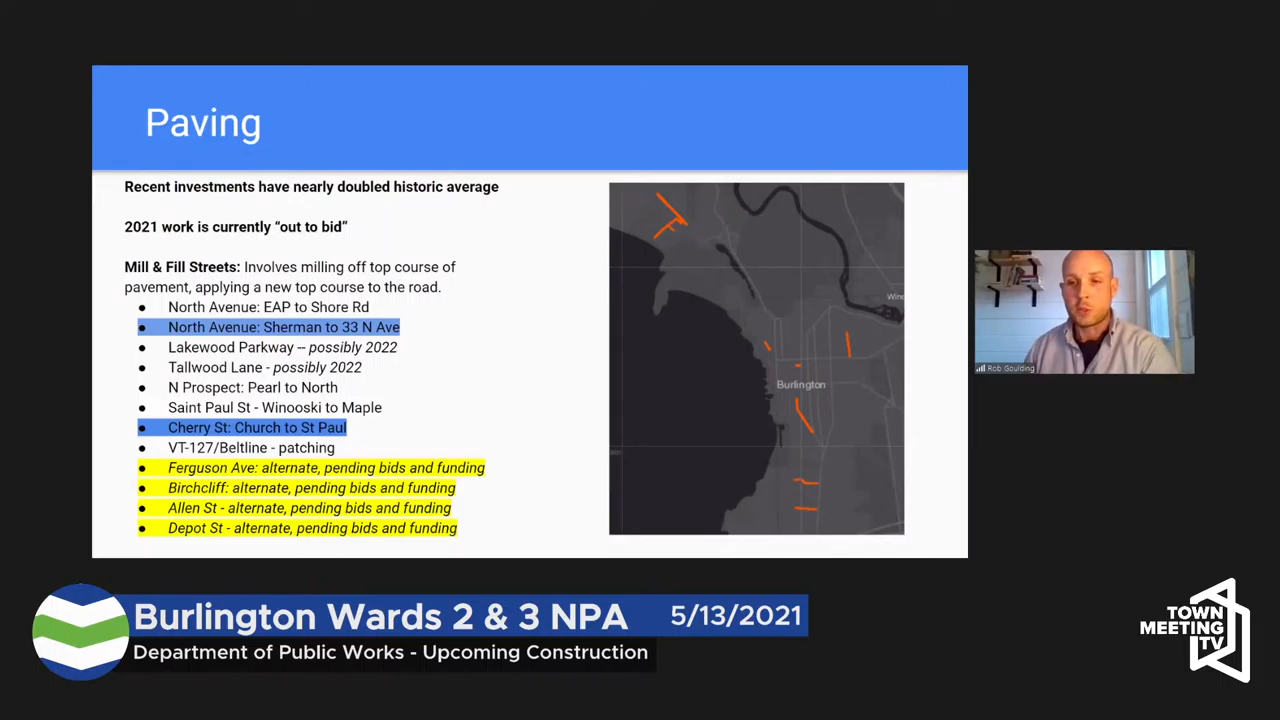 Paving
Recent investments have nearly doubled historic average
2021 work is currently “out to bid”
Mill & Fill Streets: Involves milling off top course of
pavement, applying a new top course to the road.
● North Avenue: EAP to Shore Rd
● North Avenue: Sherman to 33 N Ave
● Lakewood Parkway -- possibly 2022
● Tallwood Lane - possibly 2022
● N Prospect: Pearl to North
● Saint Paul St - Winooski to Maple
● Cherry St: Church to St Paul
● VT-127/Beltline - patching
● Ferguson Ave: alternate, pending bids and funding
● Birchcliff: alternate, pending bids and funding
● Allen St - alternate, pending bids and funding
● Depot St - alternate, pending bids and funding
Wino
Burlington
Rob Goulding
Burlington Wards 2 & 3 NPA 5/13/2021
Department of Public Works - Upcoming Construction
TOWN
MEETING
TV